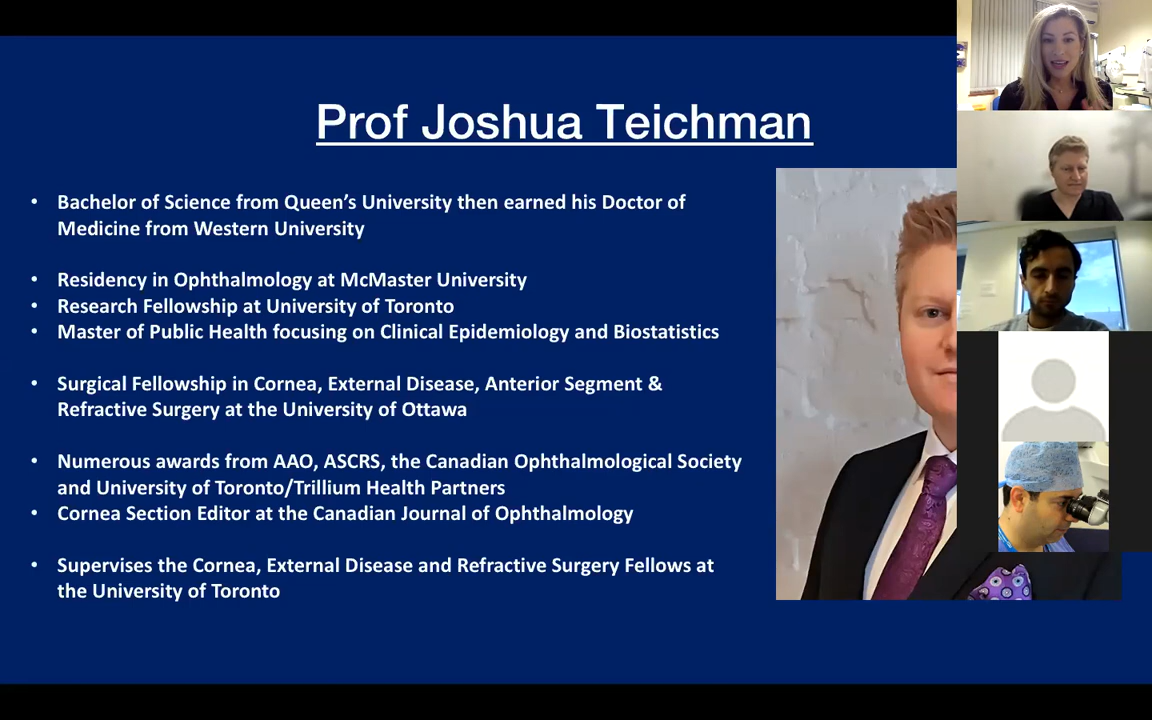 Prof Joshua Teichman
• Bachelor of Science from Queen’s University then earned his Doctor of
Medicine from Western University
• Residency in Ophthalmology at McMaster University
• Research Fellowship at University of Toronto
• Master of Public Health focusing on Clinical Epidemiology and Biostatistics
• Surgical Fellowship in Cornea, External Disease, Anterior Segment &
Refractive Surgery at the University of Ottawa
• Numerous awards from AAO, ASCRS, the Canadian Ophthalmological Society
and University of Toronto/Trillium Health Partners
• Cornea Section Editor at the Canadian Journal of Ophthalmology
• Supervises the Cornea, External Disease and Refractive Surgery Fellows at
the University of Toronto